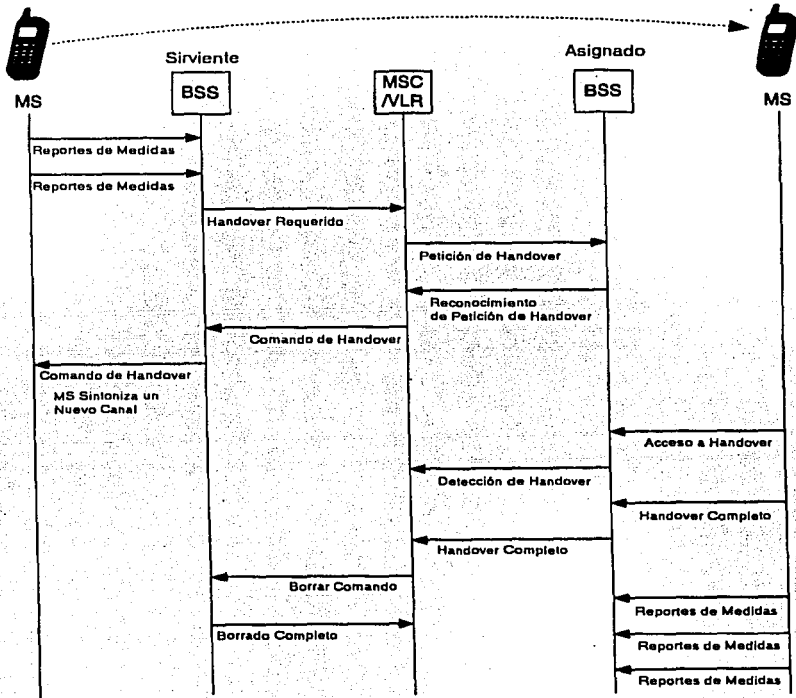 Sirviente
Asignado
MS
BSS
MSC
/VLR
BSS
MS
Reportes de Medidas
Reportes de Medidas
Handover Requerido
Petición de Handover
Reconocimiento
de Petición de Handover
Comando de Handover
Comando de Handover
MS Sintoniza un
Nuevo Canal
Acceso a Handover
Detección de Handover
Handover Completo
Handover Completo
Borrar Comando
Reportes de Medidas
Borrado Completo
Reportes de Medidas
Reportes de Medidas